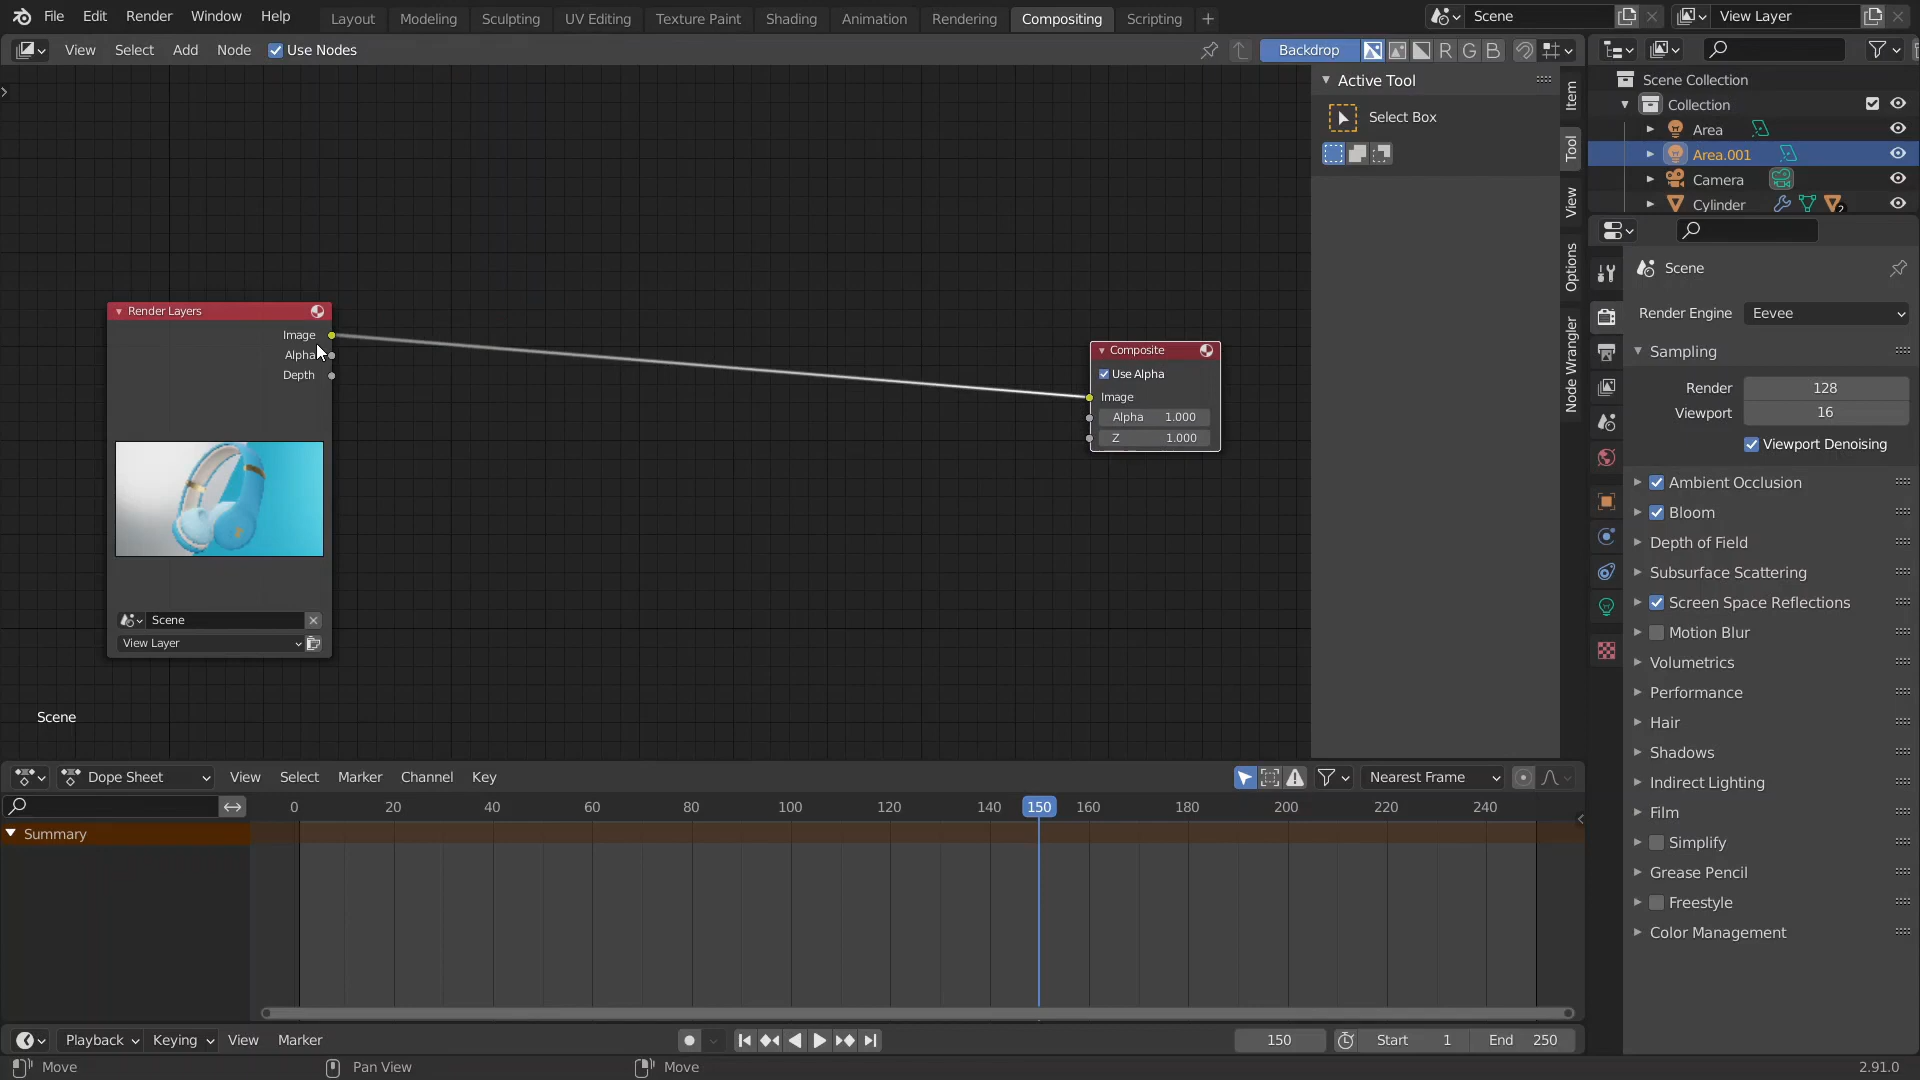 File Edit Render Window Help Layout Modeling Sculpting UV Editing Texture Paint Shading Animation Rendering Compositing Scripting + Scene View Layer
View Select Add Node Use Nodes Backdrop R G B
Active Tool
Select Box
Item
Tool
View
Options
Node Wrangler
Scene Collection
Collection
Area
Area.001
Camera
Cylinder
2
Scene
Render Engine Eevee
Sampling
Render 128
Viewport 16
Viewport Denoising
Ambient Occlusion
Bloom
Depth of Field
Subsurface Scattering
Screen Space Reflections
Motion Blur
Volumetrics
Performance
Hair
Shadows
Indirect Lighting
Film
Simplify
Grease Pencil
Freestyle
Color Management
Render Layers
Image
Alpha
Depth
Scene
View Layer
Composite
Use Alpha
Image
Alpha 1.000
Z 1.000
Scene
Dope Sheet View Select Marker Channel Key Nearest Frame
0 20 40 60 80 100 120 140 150 160 180 200 220 240
Summary
Playback Keying View Marker 150 Start 1 End 250
Move Pan View Move 2.91.0